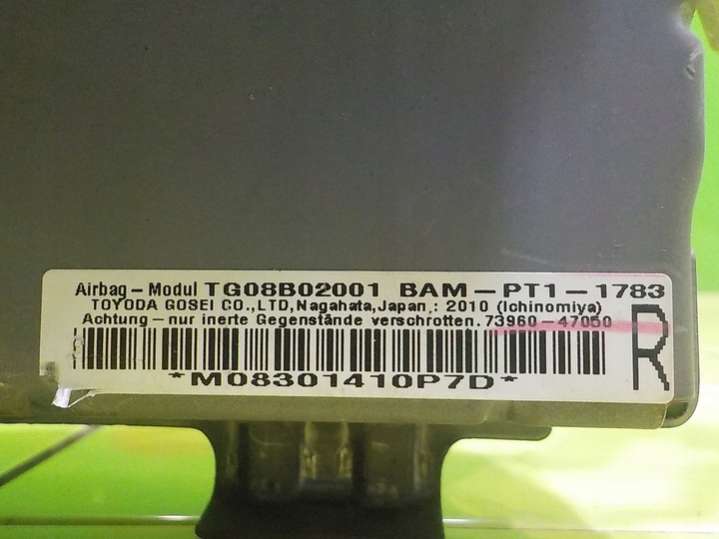 Airbag-Modul TG08B02001 BAM-PT1-1783
TOYODA GOSEI CO.,LTD,Nagahata,Japan : 2010 (Ichinomiya)
Achtung-nur inerte Gegenstände verschrotten. 73960-47050
R
*M08301410P7D*